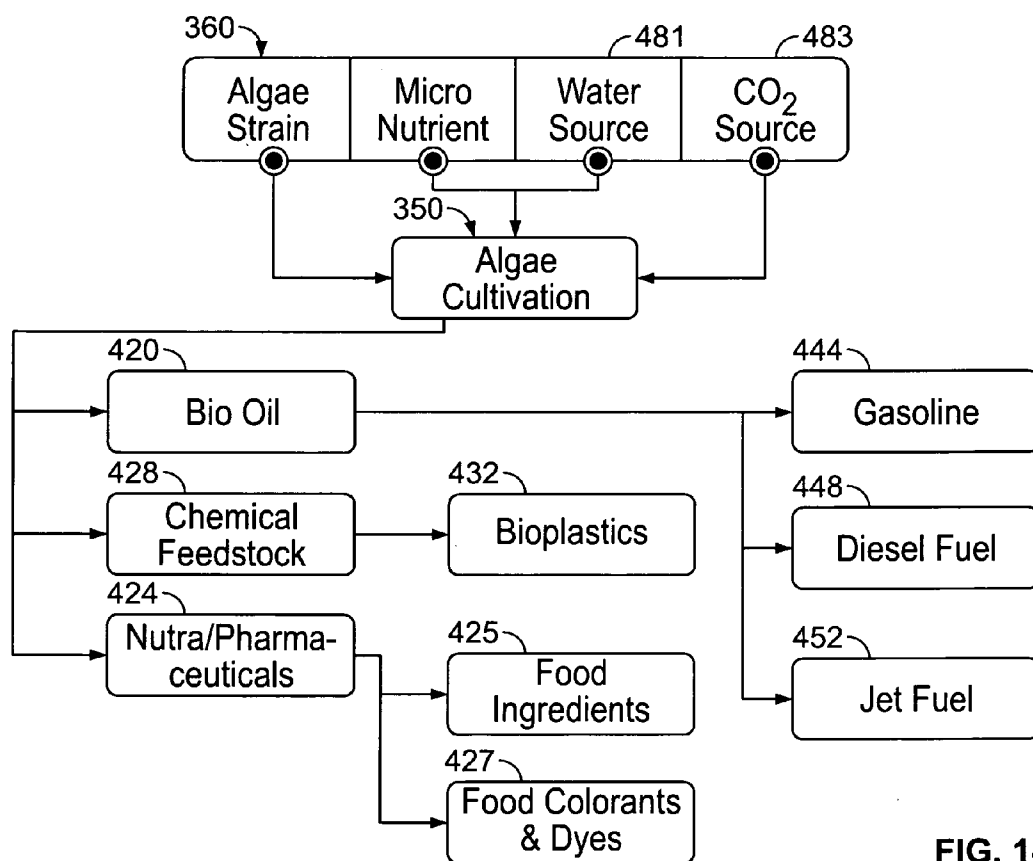 360
481
483
Algae
Strain
Micro
Nutrient
Water
Source
CO2
Source
350
Algae
Cultivation
420
Bio Oil
444
Gasoline
428
Chemical
Feedstock
432
Bioplastics
448
Diesel Fuel
424
Nutra/Pharma-
ceuticals
425
Food
Ingredients
452
Jet Fuel
427
Food Colorants
& Dyes
FIG.